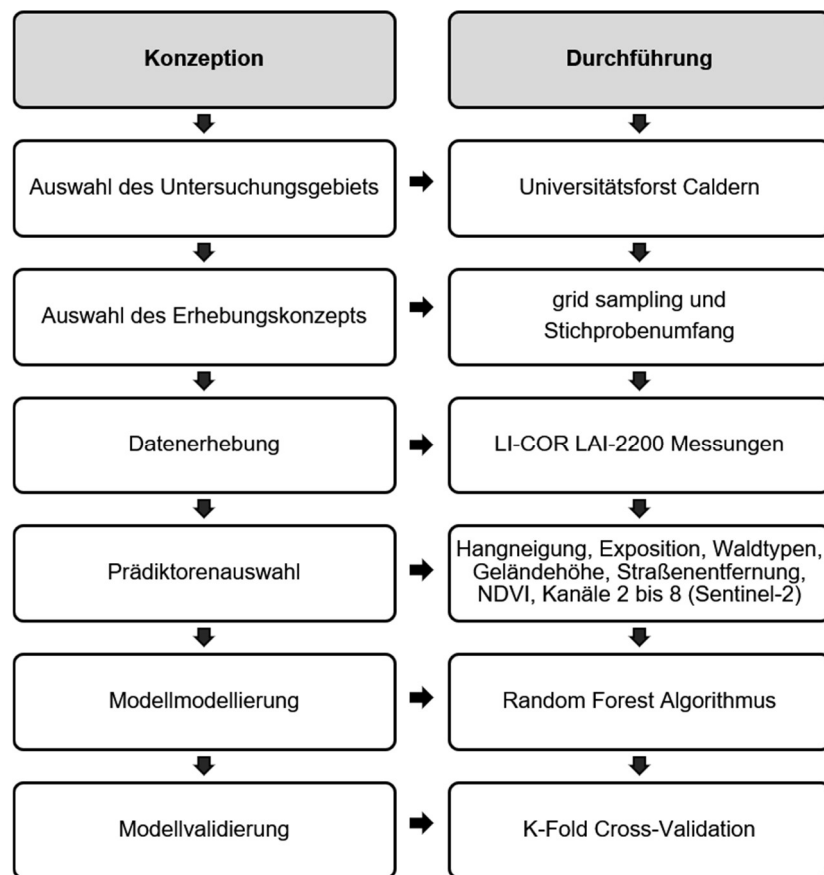 Konzeption
Durchführung
Auswahl des Untersuchungsgebiets
Universitätsforst Caldern
Auswahl des Erhebungskonzepts
grid sampling und
Stichprobenumfang
Datenerhebung
LI-COR LAI-2200 Messungen
Prädiktorenauswahl
Hangneigung, Exposition, Waldtypen,
Geländehöhe, Straßenentfernung,
NDVI, Kanäle 2 bis 8 (Sentinel-2)
Modellmodellierung
Random Forest Algorithmus
Modellvalidierung
K-Fold Cross-Validation